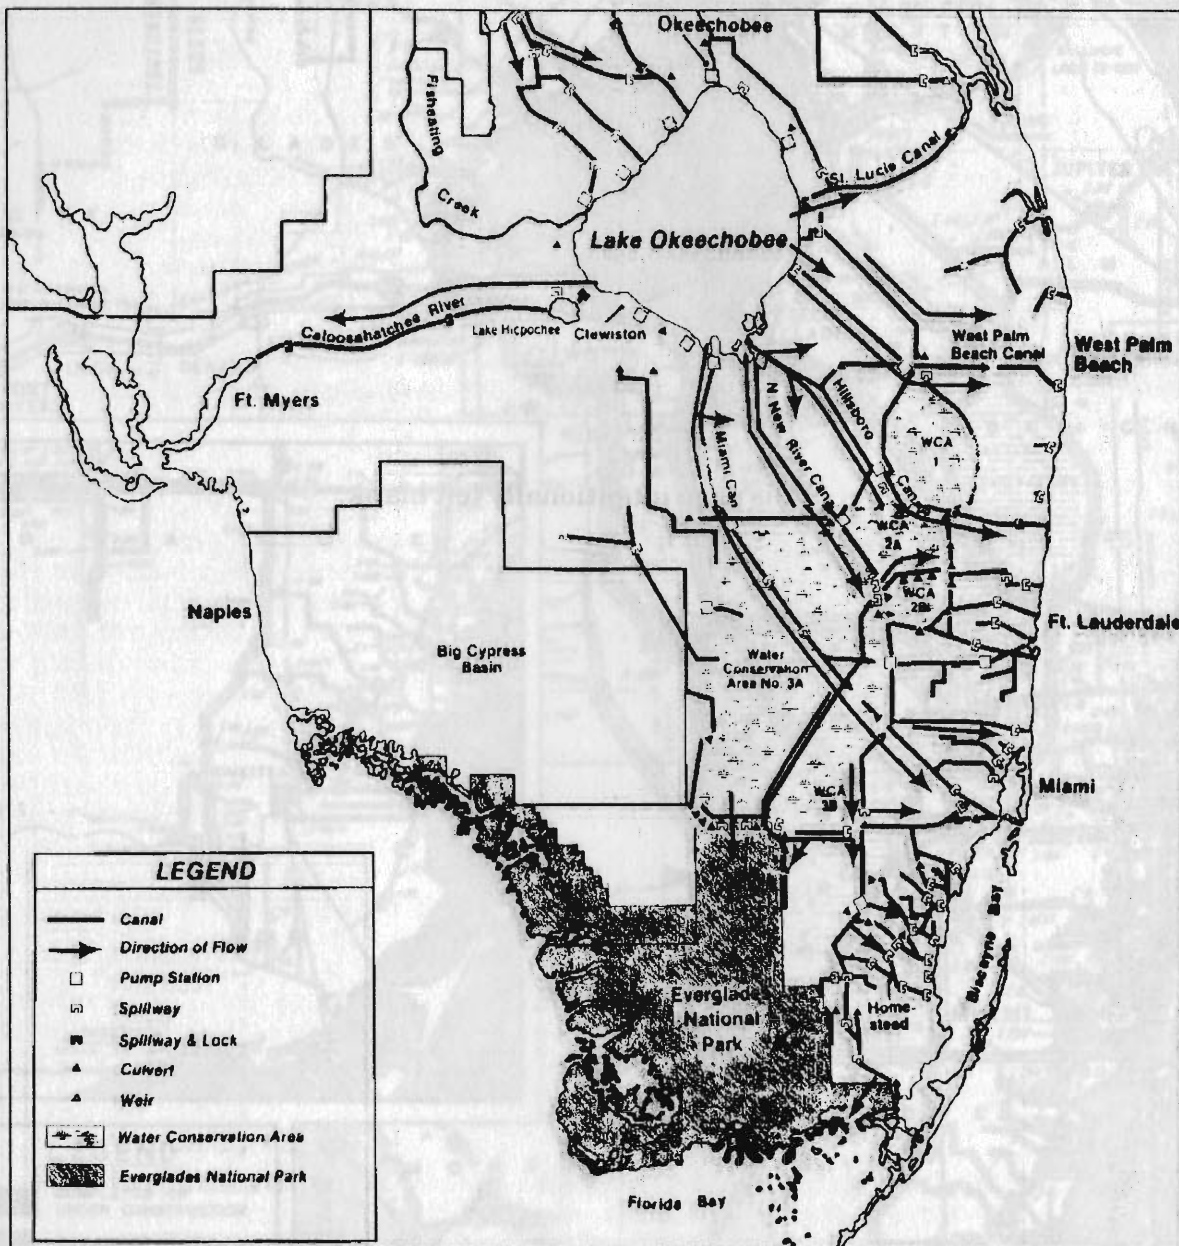 Okeechobee
Fisheating
Creek
St. Lucie Canal
Lake Okeechobee
Caloosahatchee River
Lake Hicpochee
Clewiston
West Palm
Beach Canal
West Palm
Beach
Ft. Myers
Miami Can
N New River Canal
Hillsboro
Canal
WCA
1
WCA
2A
WCA
2B
Naples
Ft. Lauderdale
Big Cypress
Basin
Water
Conservation
Area No. 3A
WCA
3B
Miami
Biscayne Bay
Everglades
National
Park
Home-
stead
Florida Bay
LEGEND
Canal
Direction of Flow
Pump Station
Spillway
Spillway & Lock
Culvert
Weir
Water Conservation Area
Everglades National Park